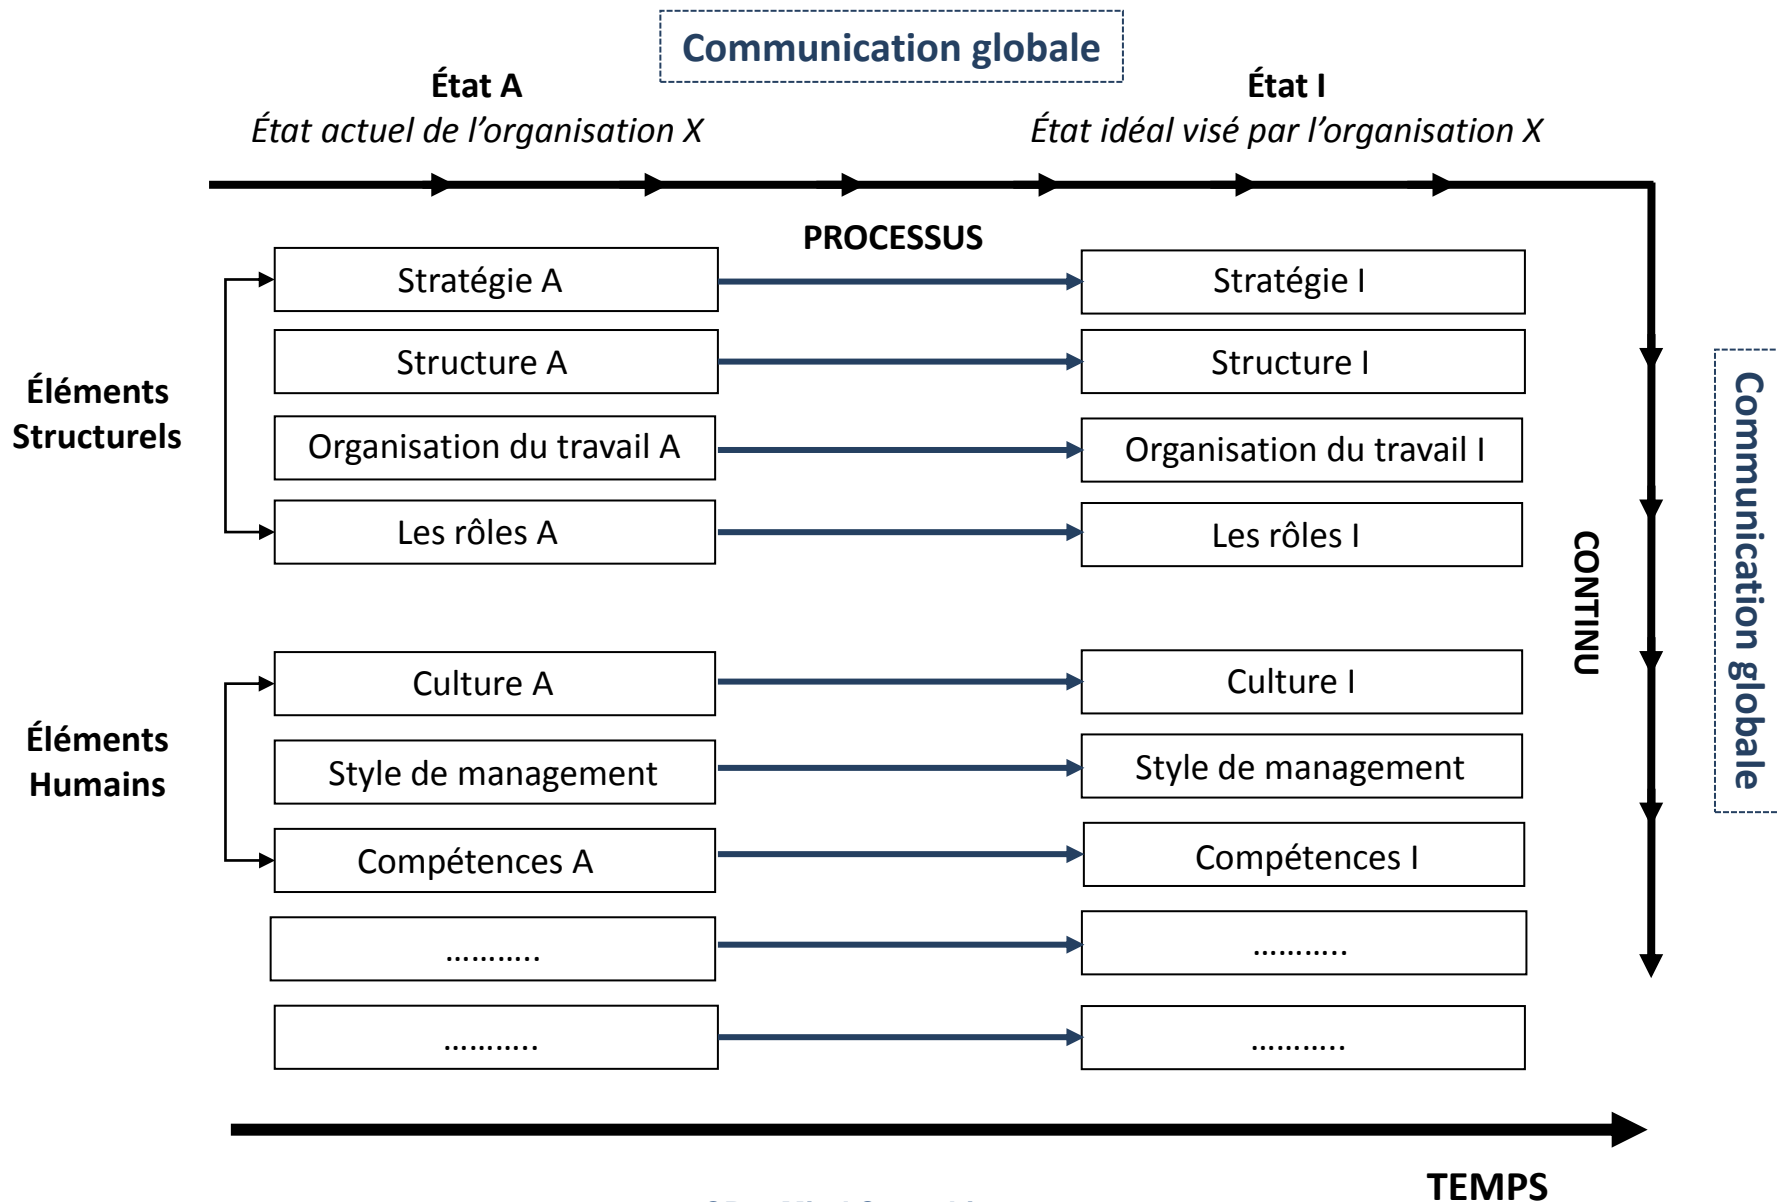 Communication globale
État A
État actuel de l’organisation X
État I
État idéal visé par l’organisation X
PROCESSUS
Éléments
Structurels
Stratégie A
Stratégie I
Structure A
Structure I
Organisation du travail A
Organisation du travail I
Les rôles A
Les rôles I
CONTINU
Communication globale
Éléments
Humains
Culture A
Culture I
Style de management
Style de management
Compétences A
Compétences I
………..
………..
………..
………..
TEMPS